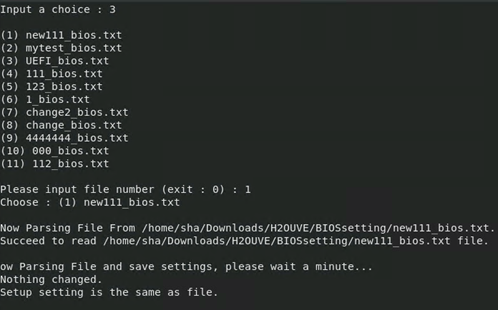 Input a choice : 3
(1) new111_bios.txt
(2) mytest_bios.txt
(3) UEFI_bios.txt
(4) 111_bios.txt
(5) 123_bios.txt
(6) 1_bios.txt
(7) change2_bios.txt
(8) change_bios.txt
(9) 4444444_bios.txt
(10) 000_bios.txt
(11) 112_bios.txt
Please input file number (exit : 0) : 1
Choose : (1) new111_bios.txt
Now Parsing File From /home/sha/Downloads/H2OUVE/BIOSsetting/new111_bios.txt.
Succeed to read /home/sha/Downloads/H2OUVE/BIOSsetting/new111_bios.txt file.
ow Parsing File and save settings, please wait a minute...
Nothing changed.
Setup setting is the same as file.